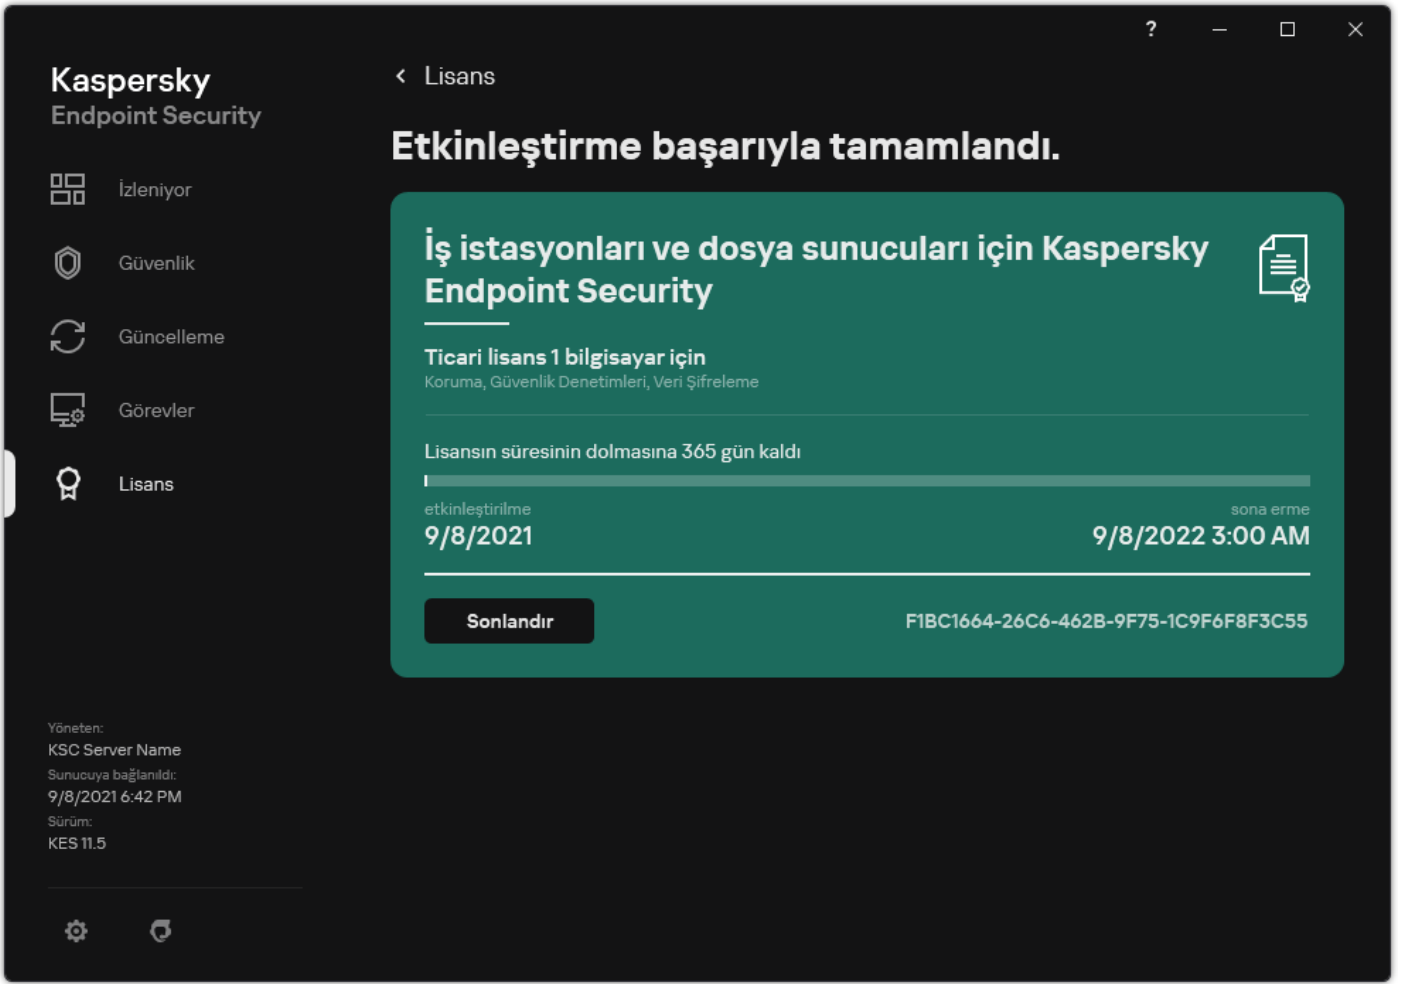 ?
Kaspersky
Endpoint Security
İzleniyor
Güvenlik
Güncelleme
Görevler
Lisans
Yöneten:
KSC Server Name
Sunucuya bağlanıldı:
9/8/2021 6:42 PM
Sürüm:
KES 11.5
Lisans
Etkinleştirme başarıyla tamamlandı.
İş istasyonları ve dosya sunucuları için Kaspersky
Endpoint Security
Ticari lisans 1 bilgisayar için
Koruma, Güvenlik Denetimleri, Veri Şifreleme
Lisansın süresinin dolmasına 365 gün kaldı
etkinleştirilme sona erme
9/8/2021 9/8/2022 3:00 AM
Sonlandır F1BC1664-26C6-462B-9F75-1C9F6F8F3C55